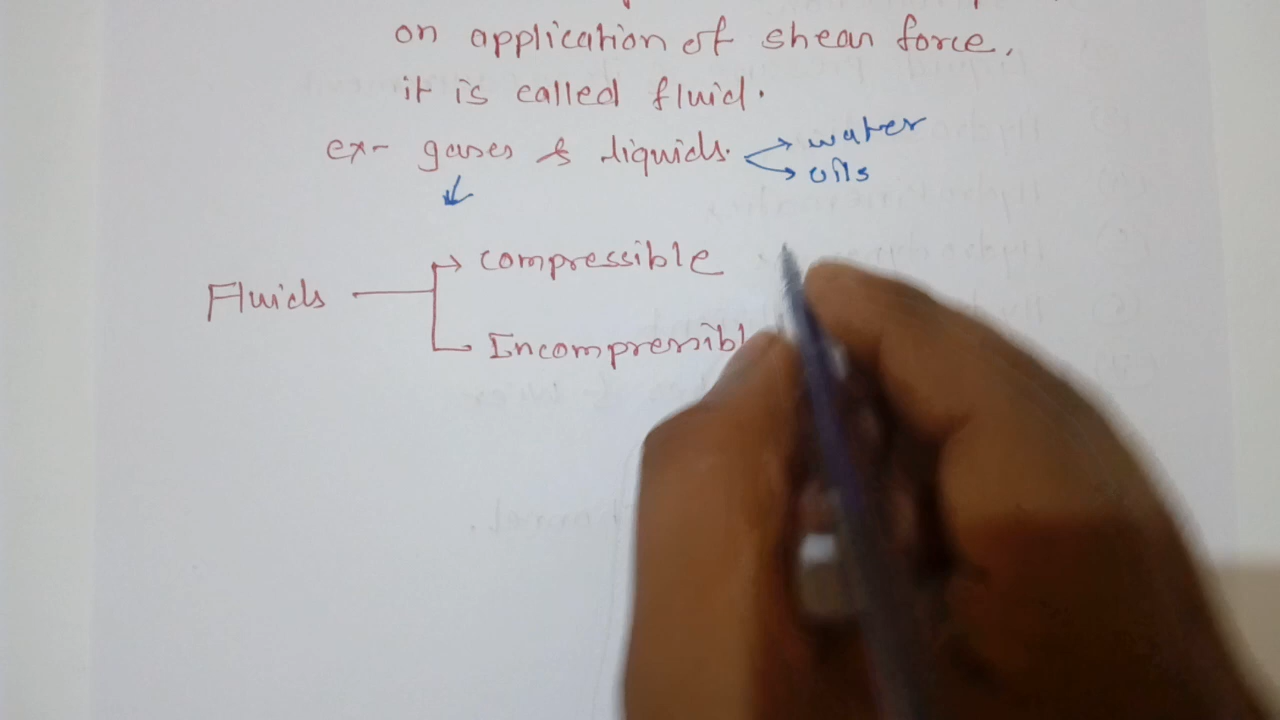 on application of shear force,
it is called fluid.
ex- gases & liquids. → water
→ oils
compressible
Fluids
Incompressibl